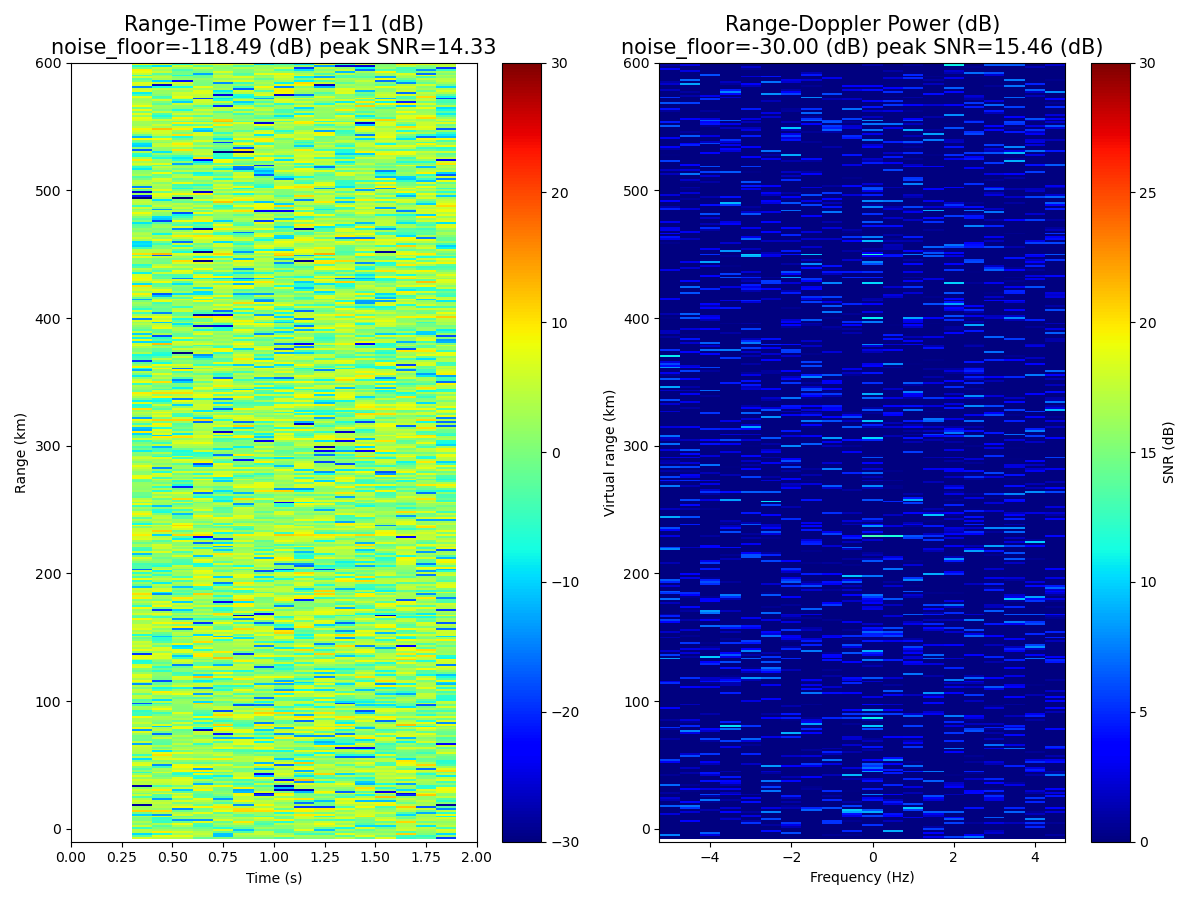 Range-Time Power f=11 (dB)
noise_floor=-118.49 (dB) peak SNR=14.33
Range (km)
600
500
400
300
200
100
0
0.00 0.25 0.50 0.75 1.00 1.25 1.50 1.75 2.00
Time (s)
30
20
10
0
−10
−20
−30
Range-Doppler Power (dB)
noise_floor=-30.00 (dB) peak SNR=15.46 (dB)
Virtual range (km)
600
500
400
300
200
100
0
−4 −2 0 2 4
Frequency (Hz)
30
25
20
15
10
5
0
SNR (dB)